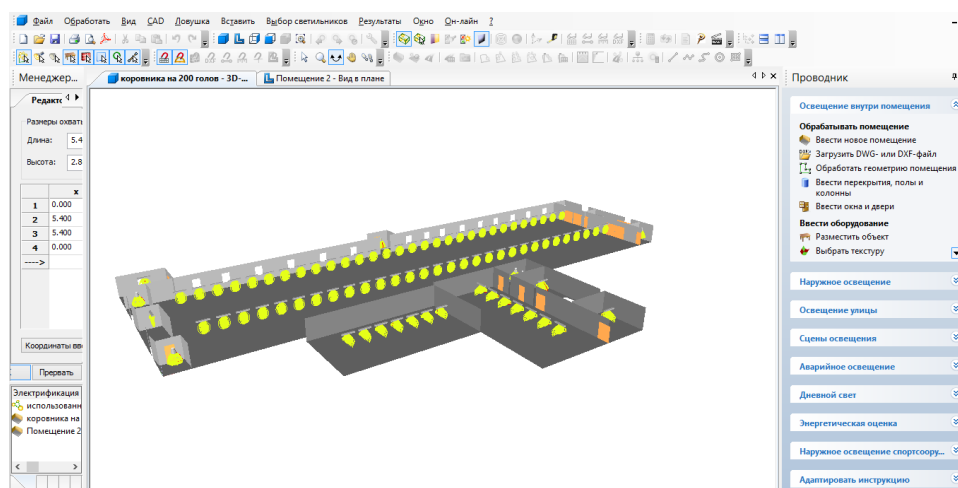 Файл Обработать Вид CAD Ловушка Вставить Выбор светильников Результаты Окно Он-лайн ?
Менеджер...
коровника на 200 голов - 3D-...
Помещение 2 - Вид в плане
Проводник
Редакто
Размеры охвать
Длина: 5.4
Высота: 2.8
x
1 0.000
2 5.400
3 5.400
4 0.000
---->
Координаты вво
Прервать
Электрификация
использованн
коровника на
Помещение 2
Освещение внутри помещения
Обрабатывать помещение
Ввести новое помещение
Загрузить DWG- или DXF-файл
Обработать геометрию помещения
Ввести перекрытия, полы и
колонны
Ввести окна и двери
Ввести оборудование
Разместить объект
Выбрать текстуру
Наружное освещение
Освещение улицы
Сцены освещения
Аварийное освещение
Дневной свет
Энергетическая оценка
Наружное освещение спортсоору...
Адаптировать инструкцию